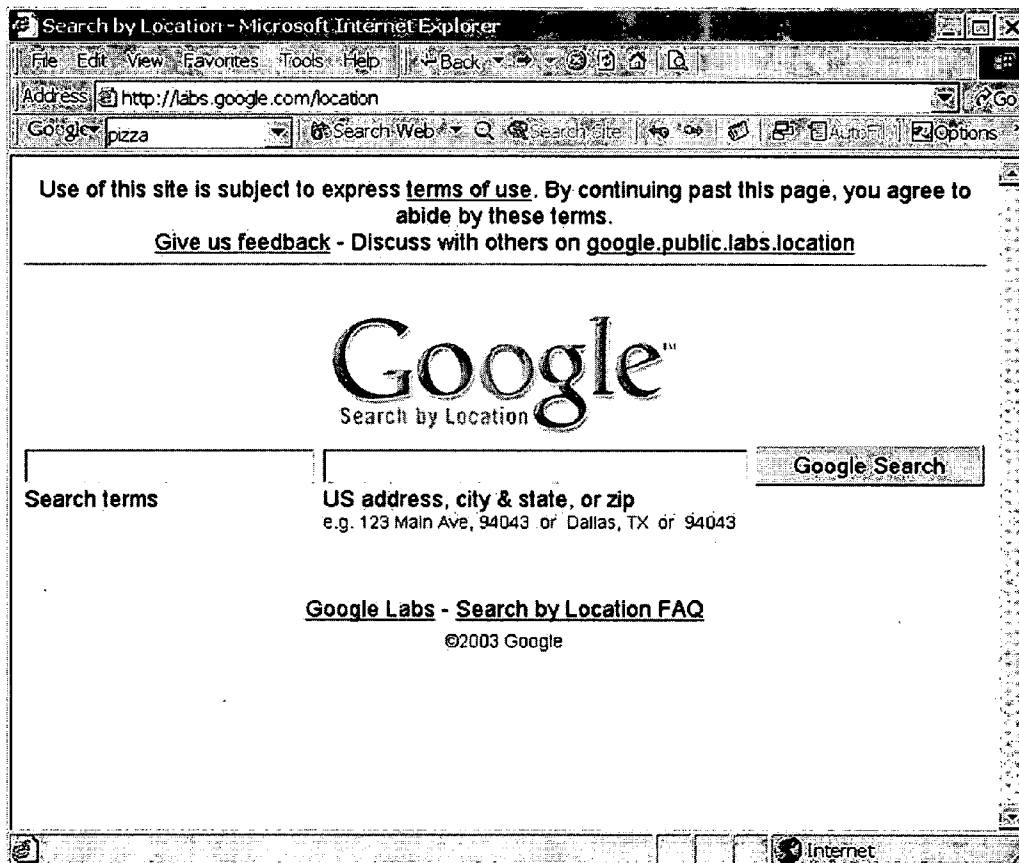 Search by Location - Microsoft Internet Explorer
File Edit View Favorites Tools Help Back
Address http://labs.google.com/location Go
Google pizza Search Web Search Site AutoFill Options
Use of this site is subject to express terms of use. By continuing past this page, you agree to
abide by these terms.
Give us feedback - Discuss with others on google.public.labs.location
Google™
Search by Location
Google Search
Search terms US address, city & state, or zip
e.g. 123 Main Ave, 94043 or Dallas, TX or 94043
Google Labs - Search by Location FAQ
©2003 Google
Internet